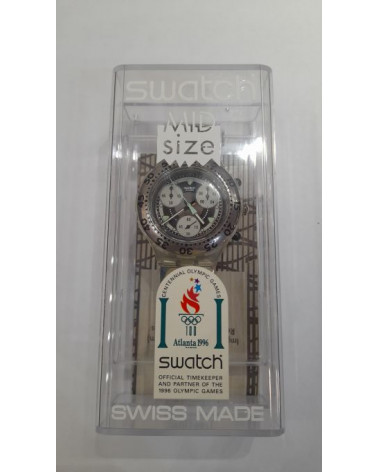 swatch
MID
size
CENTENNIAL OLYMPIC GAMES
100
Atlanta 1996
swatch
OFFICIAL TIMEKEEPER
AND PARTNER OF THE
1996 OLYMPIC GAMES
SWISS MADE